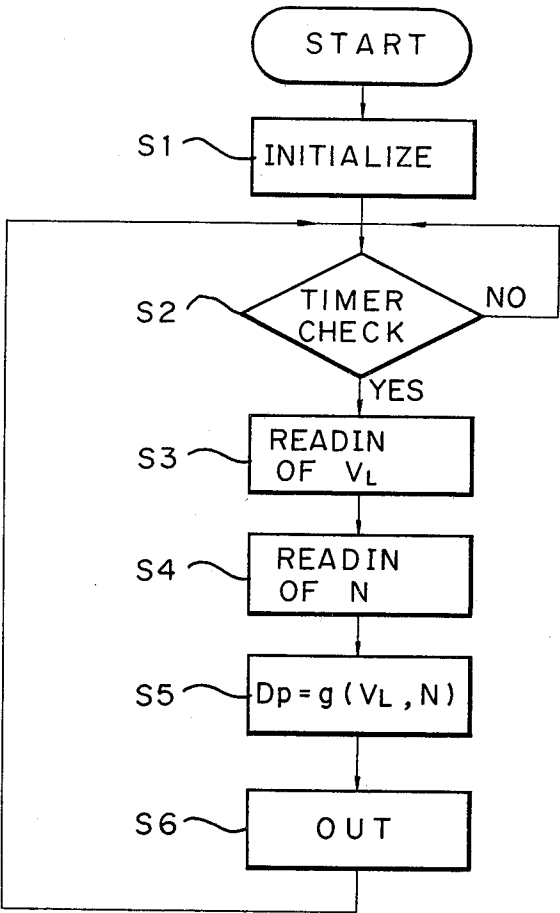 START
S1
INITIALIZE
S2
TIMER
CHECK
NO
YES
S3
READIN
OF VL
S4
READIN
OF N
S5
Dp=g(VL,N)
S6
OUT